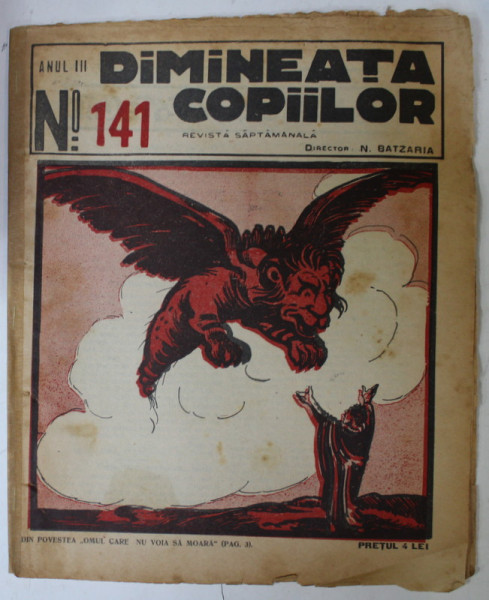 ANUL III
DIMINEAȚA
COPIILOR
No. 141
REVISTĂ SĂPTĂMÂNALĂ
DIRECTOR: N. BATZARIA
DIN POVESTEA „OMUL CARE NU VOIA SĂ MOARĂ" (PAG. 3).
PREȚUL 4 LEI